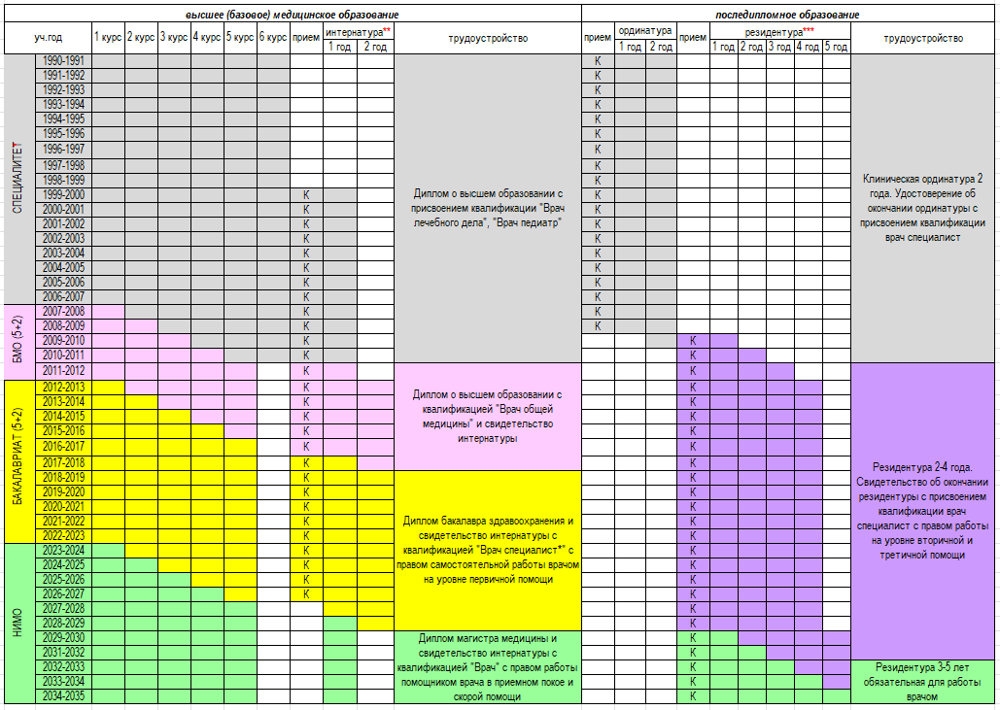 высшее (базовое) медицинское образование
последипломное образование
уч.год 1 курс 2 курс 3 курс 4 курс 5 курс 6 курс прием интернатура** трудоустройство прием ординатура прием резидентура*** трудоустройство
1 год 2 год 1 год 2 год 1 год 2 год 3 год 4 год 5 год
СПЕЦИАЛИТЕТ
1990-1991 К
1991-1992 К
1992-1993 К
1993-1994 К
1994-1995 К
1995-1996 К
1996-1997 К
1997-1998 К
1998-1999 К
1999-2000 К К
2000-2001 К К
2001-2002 К К
2002-2003 К К
2003-2004 К К
2004-2005 К К
2005-2006 К К
2006-2007 К К
Диплом о высшем образовании с
присвоением квалификации "Врач
лечебного дела", "Врач педиатр"
Клиническая ординатура 2
года. Удостоверение об
окончании ординатуры с
присвоением квалификации
врач специалист
БМО (5+2)
2007-2008 К К
2008-2009 К К
2009-2010 К К
2010-2011 К К
2011-2012 К К
БАКАЛАВРИАТ (5+2)
2012-2013 К К
2013-2014 К К
2014-2015 К К
2015-2016 К К
2016-2017 К К
2017-2018 К К
2018-2019 К К
2019-2020 К К
2020-2021 К К
2021-2022 К К
2022-2023 К К
Диплом о высшем образовании с
квалификацией "Врач общей
медицины" и свидетельство
интернатуры
Диплом бакалавра здравоохранения и
свидетельство интернатуры с
квалификацией "Врач специалист*" с
правом самостоятельной работы врачом
на уровне первичной помощи
Резидентура 2-4 года.
Свидетельство об окончании
резидентуры с присвоением
квалификации врач
специалист с правом работы
на уровне вторичной и
третичной помощи
НИМО
2023-2024 К К
2024-2025 К К
2025-2026 К К
2026-2027 К К
2027-2028 К
2028-2029 К
2029-2030 К
2031-2032 К
2032-2033 К
2033-2034 К
2034-2035 К
Диплом магистра медицины и
свидетельство интернатуры с
квалификацией "Врач" с правом работы
помощником врача в приемном покое и
скорой помощи
Резидентура 3-5 лет
обязательная для работы
врачом